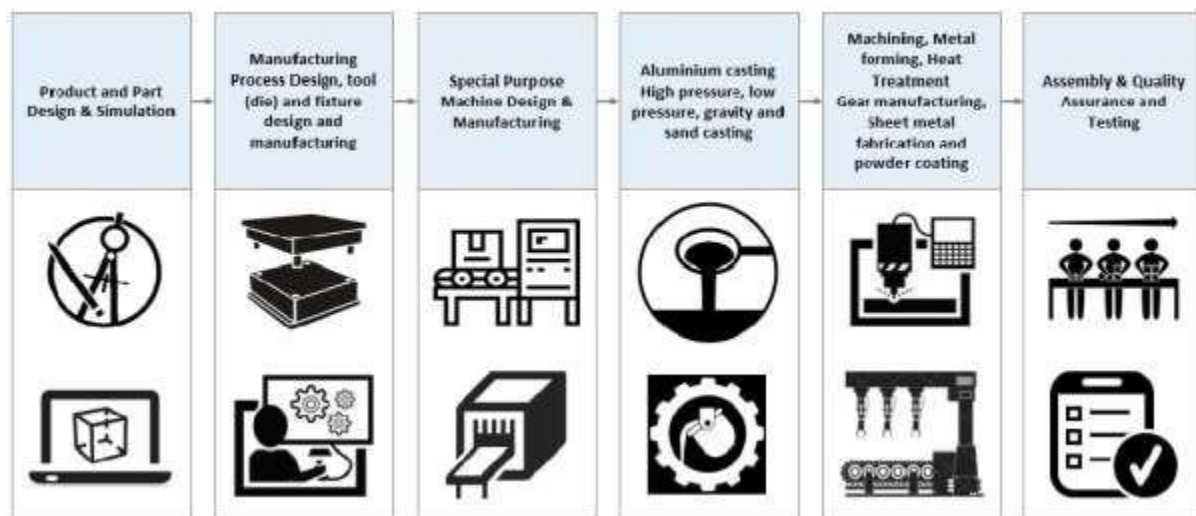 Product and Part
Design & Simulation
Manufacturing
Process Design, tool
(die) and fixture
design and
manufacturing
Special Purpose
Machine Design &
Manufacturing
Aluminium casting
High pressure, low
pressure, gravity and
sand casting
Machining, Metal
forming, Heat
Treatment
Gear manufacturing,
Sheet metal
fabrication and
powder coating
Assembly & Quality
Assurance and
Testing